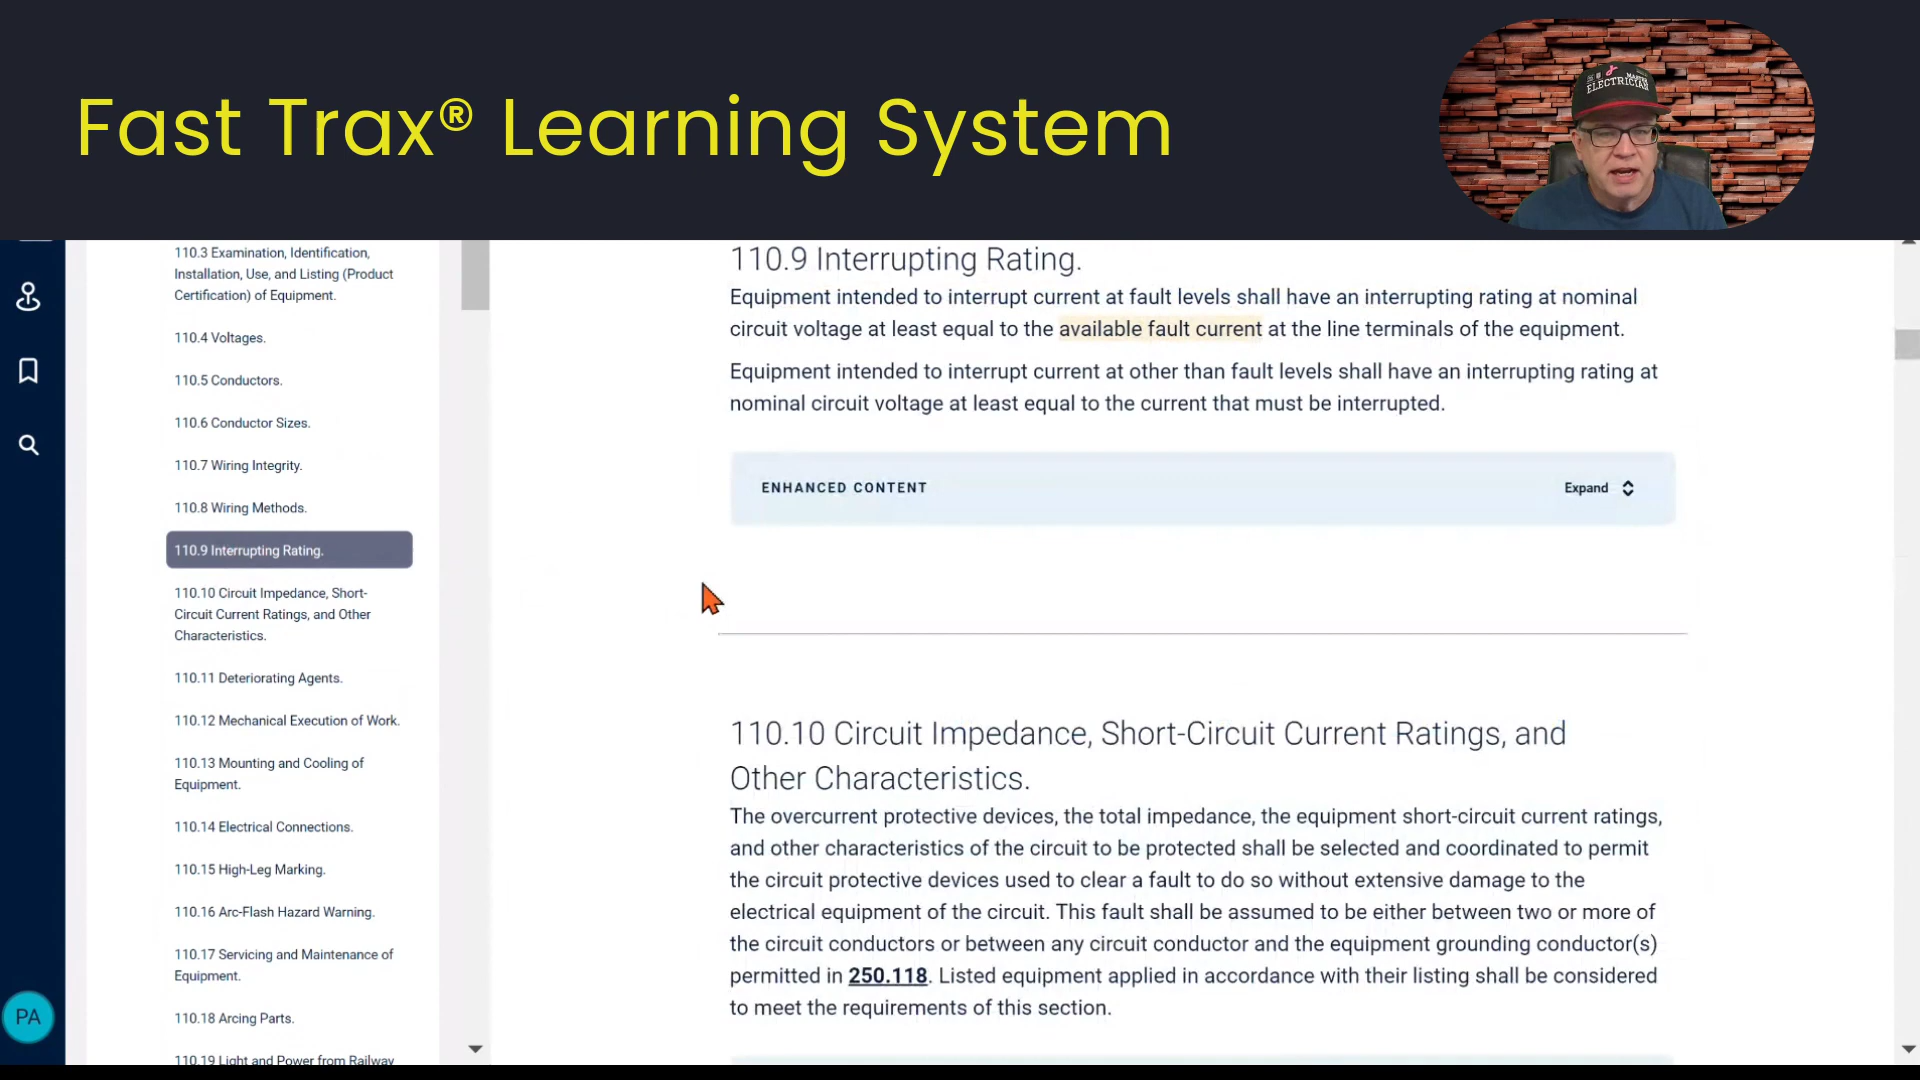 Fast Trax® Learning System
MASTER
ELECTRICIAN
110.3 Examination, Identification,
Installation, Use, and Listing (Product
Certification) of Equipment.
110.4 Voltages.
110.5 Conductors.
110.6 Conductor Sizes.
110.7 Wiring Integrity.
110.8 Wiring Methods.
110.9 Interrupting Rating.
110.10 Circuit Impedance, Short-
Circuit Current Ratings, and Other
Characteristics.
110.11 Deteriorating Agents.
110.12 Mechanical Execution of Work.
110.13 Mounting and Cooling of
Equipment.
110.14 Electrical Connections.
110.15 High-Leg Marking.
110.16 Arc-Flash Hazard Warning.
110.17 Servicing and Maintenance of
Equipment.
110.18 Arcing Parts.
110.19 Light and Power from Railway
PA
110.9 Interrupting Rating.
Equipment intended to interrupt current at fault levels shall have an interrupting rating at nominal
circuit voltage at least equal to the available fault current at the line terminals of the equipment.
Equipment intended to interrupt current at other than fault levels shall have an interrupting rating at
nominal circuit voltage at least equal to the current that must be interrupted.
ENHANCED CONTENT Expand
110.10 Circuit Impedance, Short-Circuit Current Ratings, and
Other Characteristics.
The overcurrent protective devices, the total impedance, the equipment short-circuit current ratings,
and other characteristics of the circuit to be protected shall be selected and coordinated to permit
the circuit protective devices used to clear a fault to do so without extensive damage to the
electrical equipment of the circuit. This fault shall be assumed to be either between two or more of
the circuit conductors or between any circuit conductor and the equipment grounding conductor(s)
permitted in 250.118. Listed equipment applied in accordance with their listing shall be considered
to meet the requirements of this section.